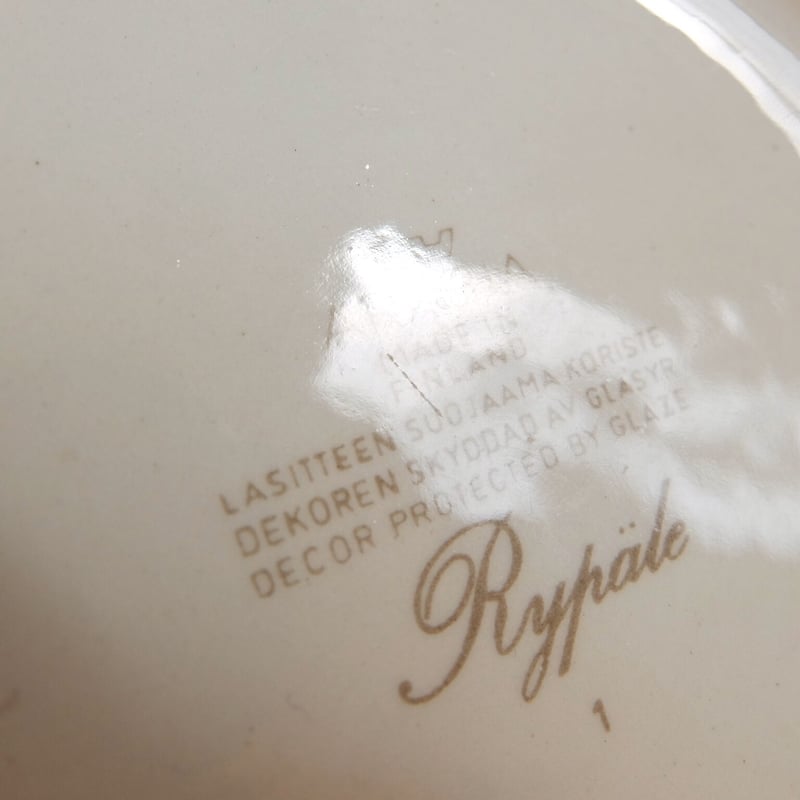 MADE IN
FINLAND
LASITTEEN SUOJAAMA KORISTE
DEKOREN SKYDDAD AV GLASYR
DECOR PROTECTED BY GLAZE
Rypäle
1